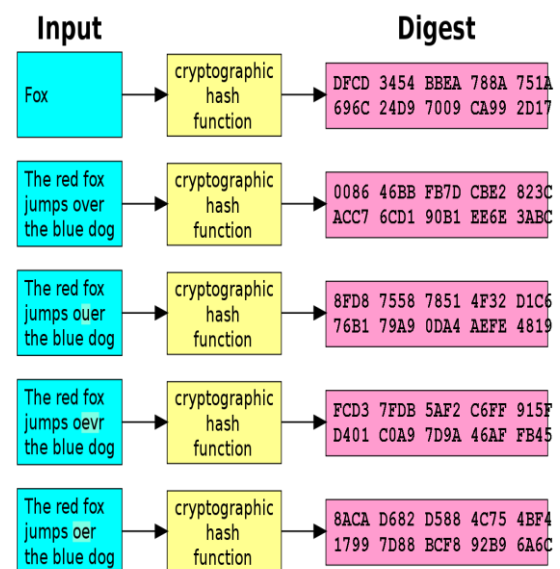 Input Digest
Fox
cryptographic
hash
function
DFCD 3454 BBEA 788A 751A
696C 24D9 7009 CA99 2D17
The red fox
jumps over
the blue dog
cryptographic
hash
function
0086 46BB FB7D CBE2 823C
ACC7 6CD1 90B1 EE6E 3ABC
The red fox
jumps ouer
the blue dog
cryptographic
hash
function
8FD8 7558 7851 4F32 D1C6
76B1 79A9 0DA4 AEFE 4819
The red fox
jumps oevr
the blue dog
cryptographic
hash
function
FCD3 7FDB 5AF2 C6FF 915F
D401 C0A9 7D9A 46AF FB45
The red fox
jumps oer
the blue dog
cryptographic
hash
function
8ACA D682 D588 4C75 4BF4
1799 7D88 BCF8 92B9 6A6C